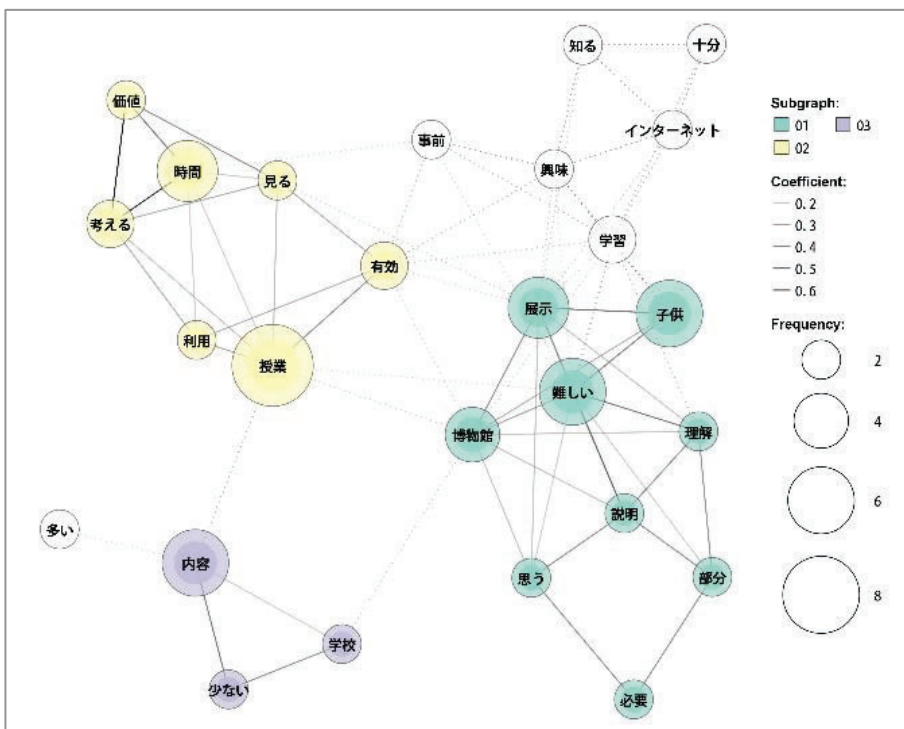 知る
十分
価値
インターネット
事前
興味
時間
見る
考える
学習
有効
展示
子供
利用
授業
難しい
博物館
理解
説明
多い
内容
思う
部分
学校
少ない
必要
Subgraph:
01 03
02
Coefficient:
0.2
0.3
0.4
0.5
0.6
Frequency:
2
4
6
8